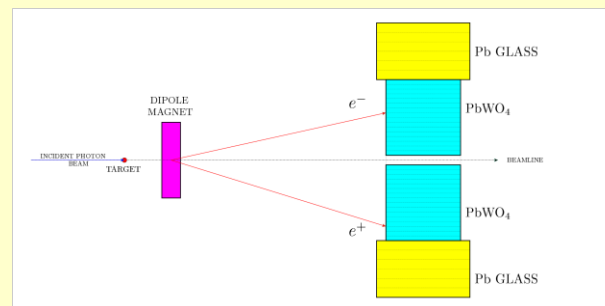 Pb GLASS
e⁻
PbWO₄
DIPOLE
MAGNET
INCIDENT PHOTON
BEAM
TARGET
BEAMLINE
PbWO₄
e⁺
Pb GLASS